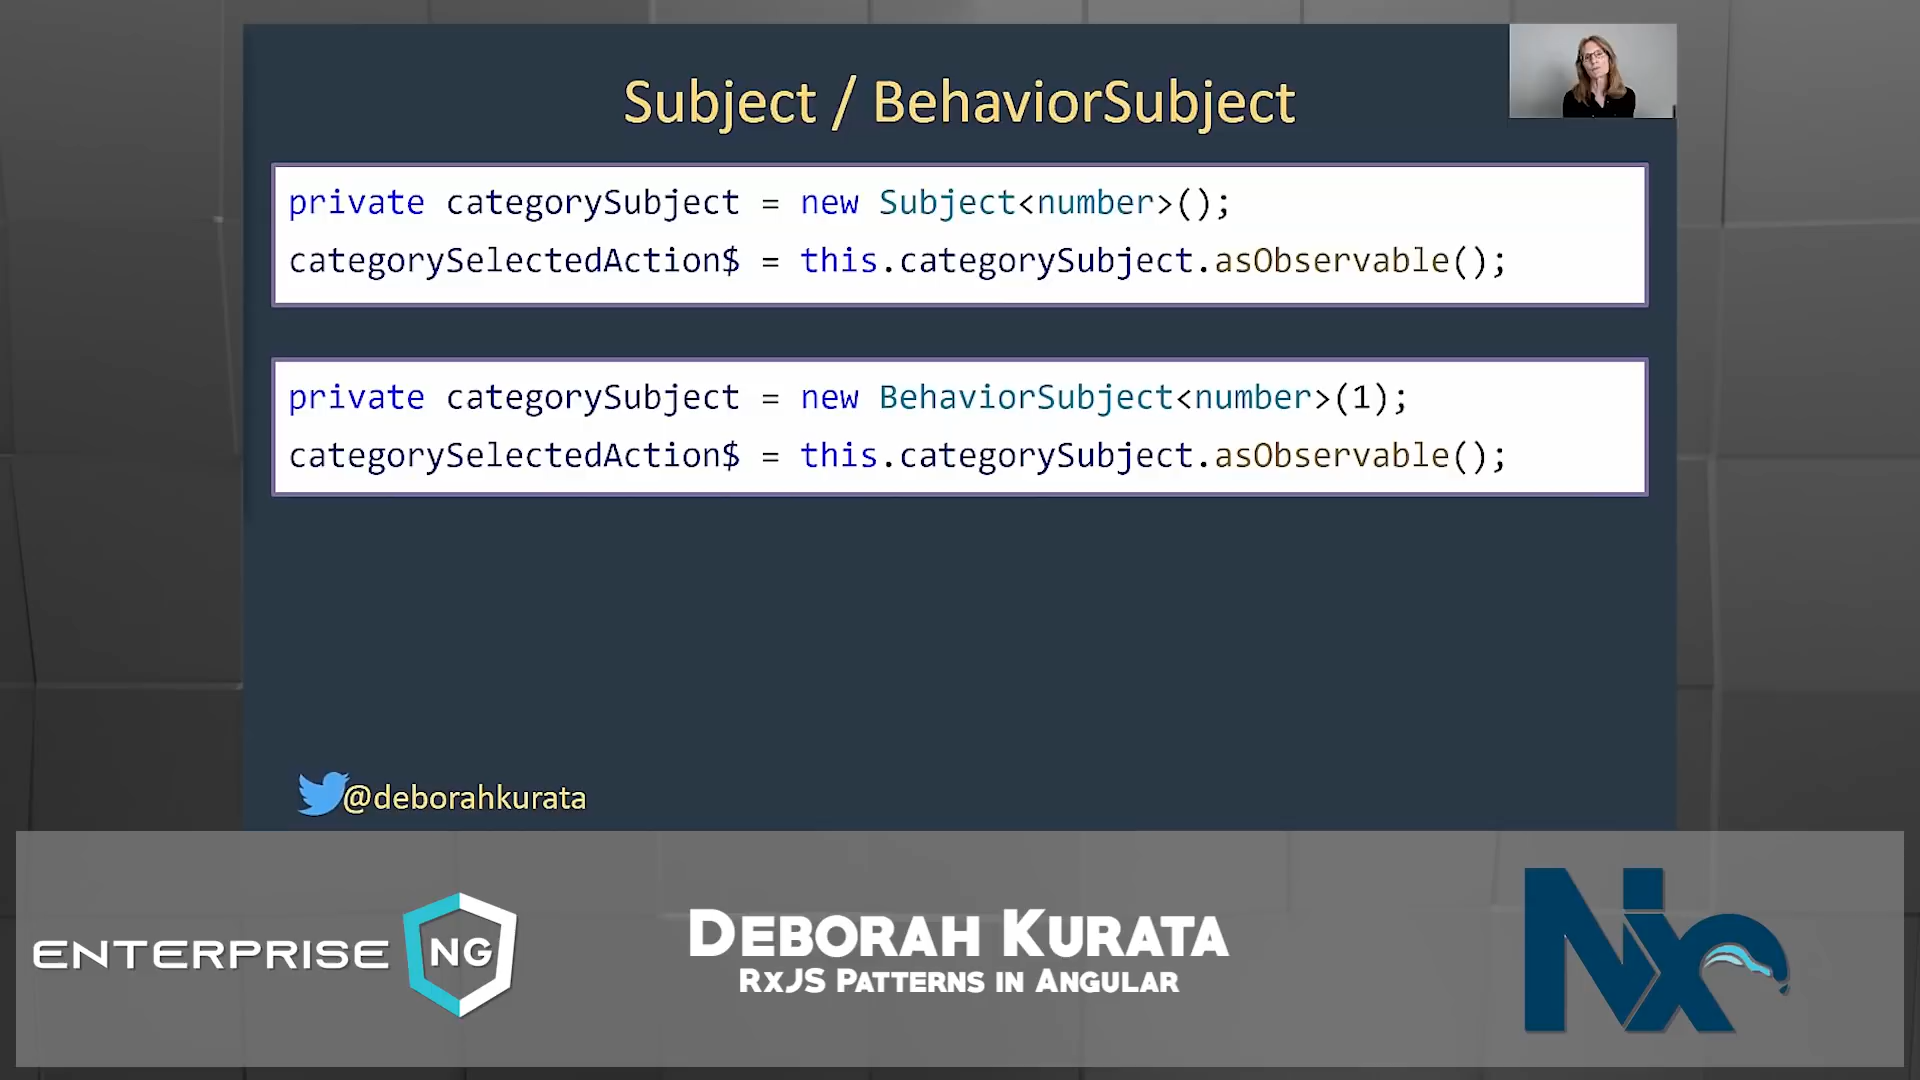 Subject / BehaviorSubject
private categorySubject = new Subject<number>();
categorySelectedAction$ = this.categorySubject.asObservable();
private categorySubject = new BehaviorSubject<number>(1);
categorySelectedAction$ = this.categorySubject.asObservable();
@deborahkurata
ENTERPRISE NG
DEBORAH KURATA
RXJS PATTERNS IN ANGULAR
Nx